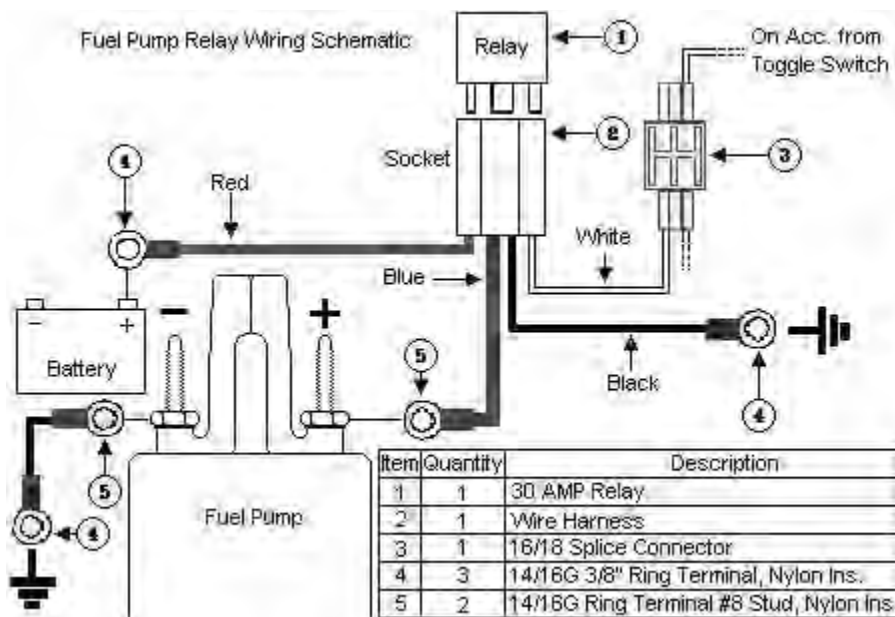 Fuel Pump Relay Wiring Schematic
Relay
1
On Acc. from
Toggle Switch
2
Socket
3
4
Red
White
Blue
- +
Battery
- +
5
Black
4
5
4
Fuel Pump
Item Quantity Description
1 1 30 AMP Relay
2 1 Wire Harness
3 1 16/18 Splice Connector
4 3 14/16G 3/8" Ring Terminal, Nylon Ins.
5 2 14/16G Ring Terminal #8 Stud, Nylon Ins